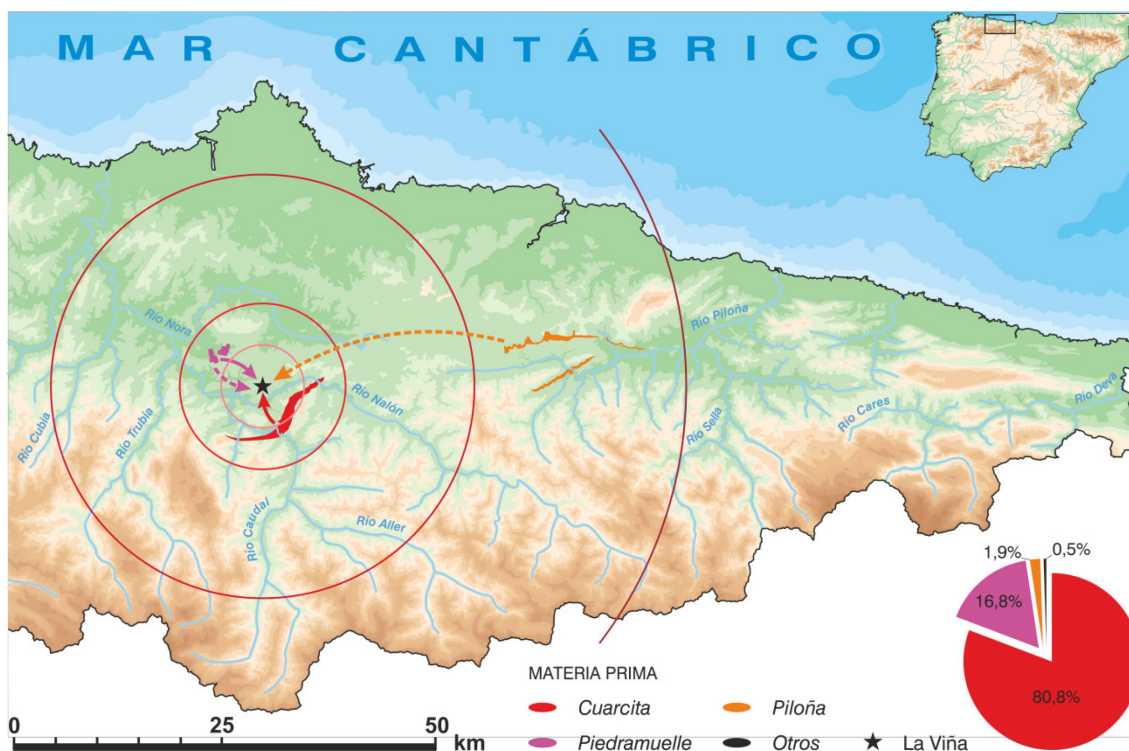 MAR CANTÁBRICO
Río Nora
Río Piloña
Río Nalón
Río Cubia
Río Trubia
Río Sella
Río Cares
Río Deva
Río Caudal
Río Aller
1,9%
0,5%
16,8%
80,8%
MATERIA PRIMA
Cuarcita
Piloña
Piedramuelle
Otros
La Viña
0 25 50 km